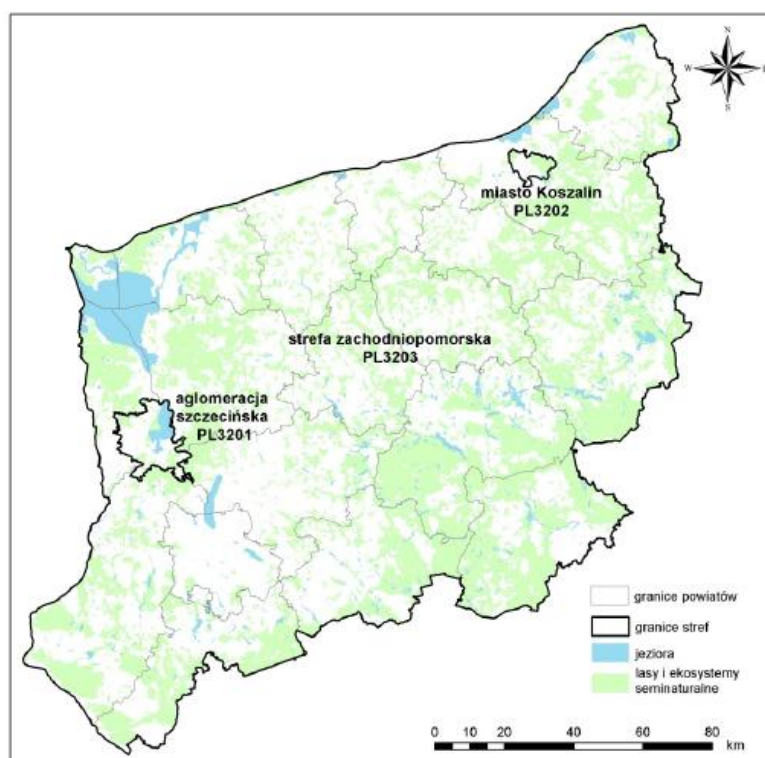 N
W
E
S
miasto Koszalin
PL3202
strefa zachodniopomorska
PL3203
aglomeracja
szczecińska
PL3201
granice powiatów
granice stref
jeziora
lasy i ekosystemy
seminaturalne
0 10 20 40 60 80
km